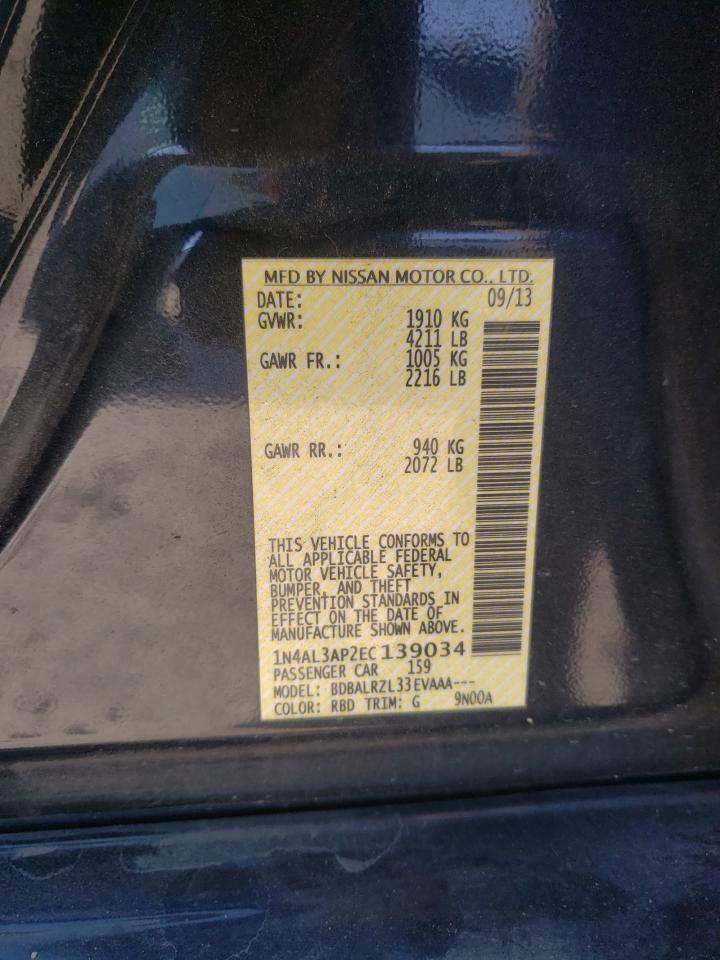 MFD BY NISSAN MOTOR CO., LTD.
DATE: 09/13
GVWR: 1910 KG
4211 LB
GAWR FR.: 1005 KG
2216 LB
GAWR RR.: 940 KG
2072 LB
THIS VEHICLE CONFORMS TO
ALL APPLICABLE FEDERAL
MOTOR VEHICLE SAFETY,
BUMPER, AND THEFT
PREVENTION STANDARDS IN
EFFECT ON THE DATE OF
MANUFACTURE SHOWN ABOVE.
1N4AL3AP2EC139034
PASSENGER CAR 159
MODEL: BDBALRZL33EVAAA---
COLOR: RBD TRIM: G 9N00A